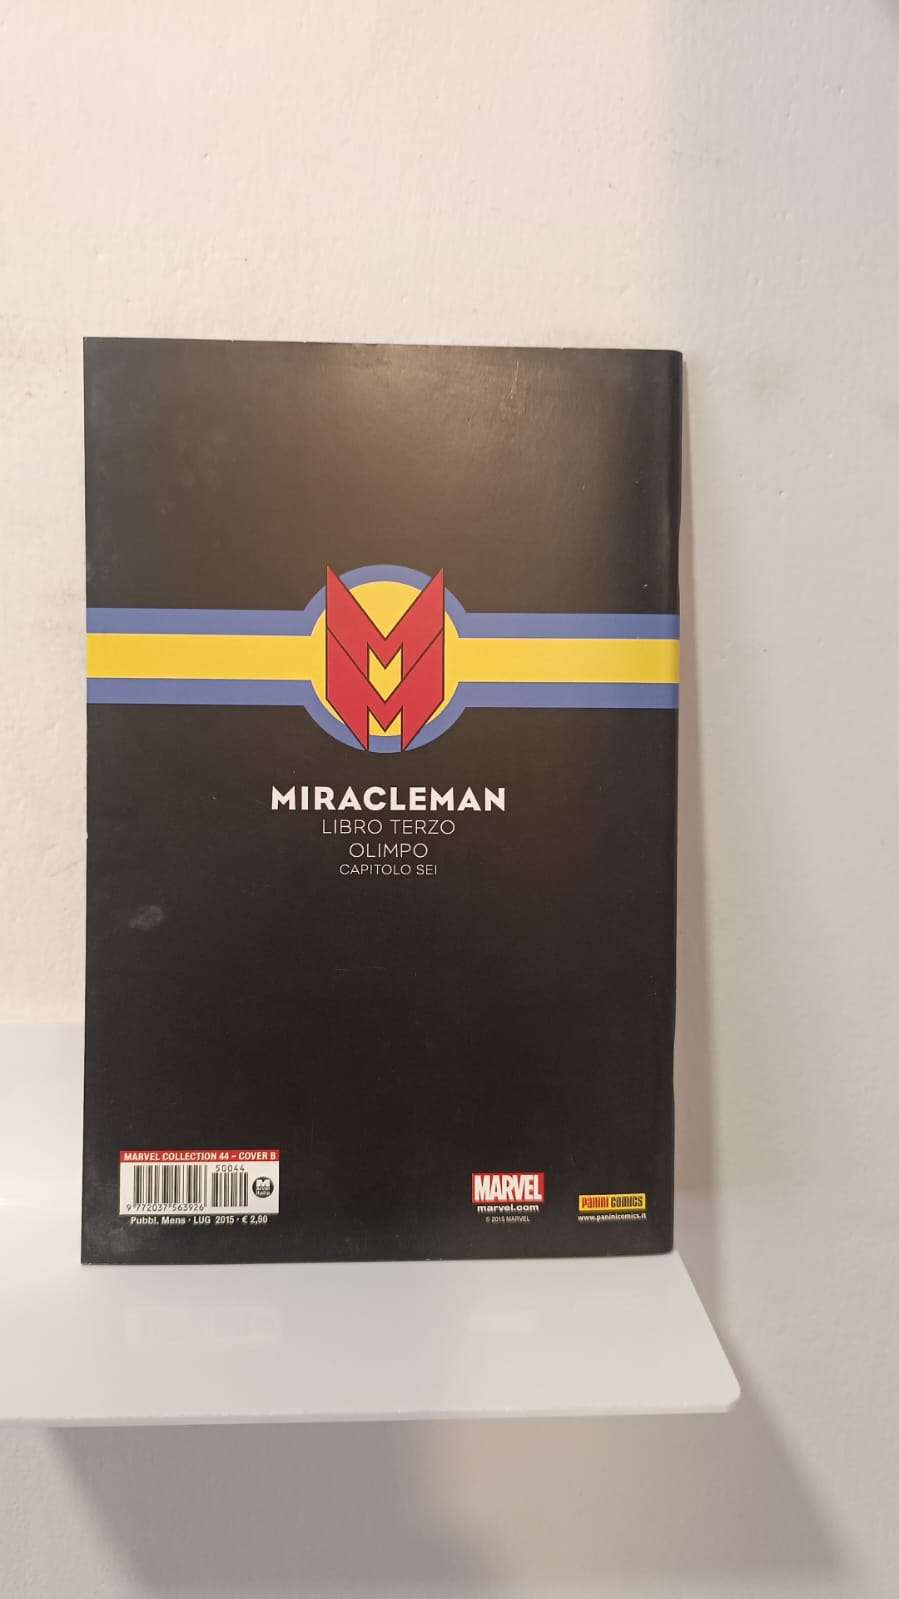 MIRACLEMAN
LIBRO TERZO
OLIMPO
CAPITOLO SEI
MARVEL COLLECTION 44 – COVER B
50044
9 772037 563926
Pubbl. Mens · LUG 2015 · € 2,90
MARVEL
marvel.com
© 2015 MARVEL
PANINI COMICS
www.paninicomics.it